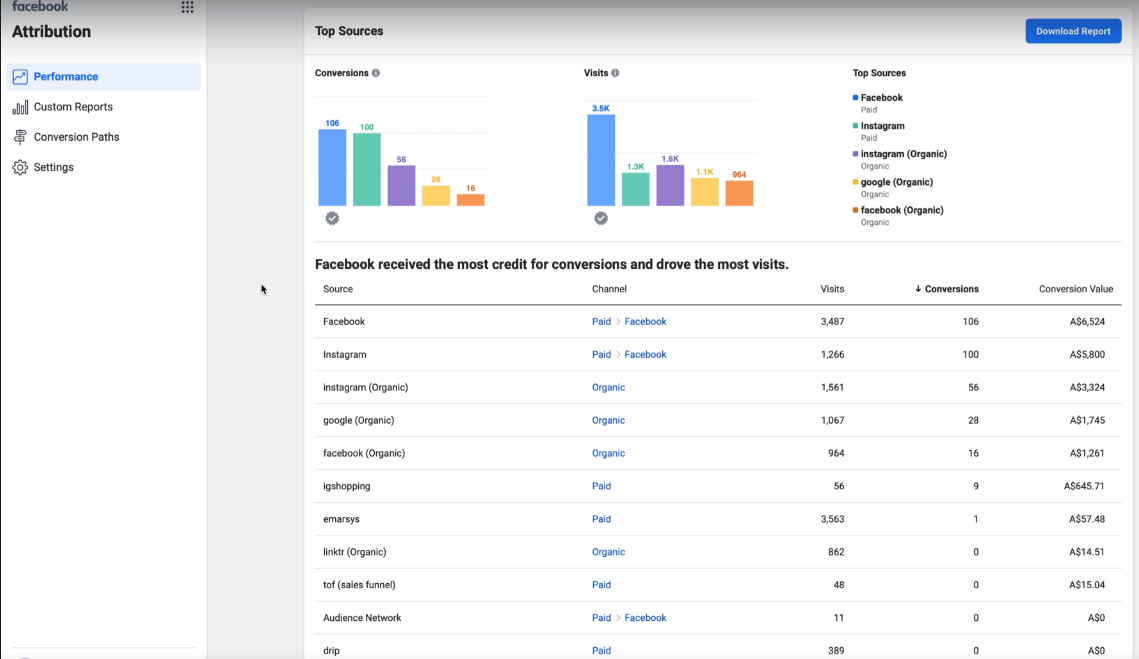 facebook
Attribution
Performance
Custom Reports
Conversion Paths
Settings
Top Sources
Download Report
Conversions
106
100
56
28
16
Visits
3.5K
1.3K
1.6K
1.1K
964
Top Sources
Facebook
Paid
Instagram
Paid
instagram (Organic)
Organic
google (Organic)
Organic
facebook (Organic)
Organic
Facebook received the most credit for conversions and drove the most visits.
Source Channel Visits ↓ Conversions Conversion Value
Facebook Paid > Facebook 3,487 106 A$6,524
Instagram Paid > Facebook 1,266 100 A$5,800
instagram (Organic) Organic 1,561 56 A$3,324
google (Organic) Organic 1,067 28 A$1,745
facebook (Organic) Organic 964 16 A$1,261
igshopping Paid 56 9 A$645.71
emarsys Paid 3,563 1 A$57.48
linktr (Organic) Organic 862 0 A$14.51
tof (sales funnel) Paid 48 0 A$15.04
Audience Network Paid > Facebook 11 0 A$0
drip Paid 389 0 A$0